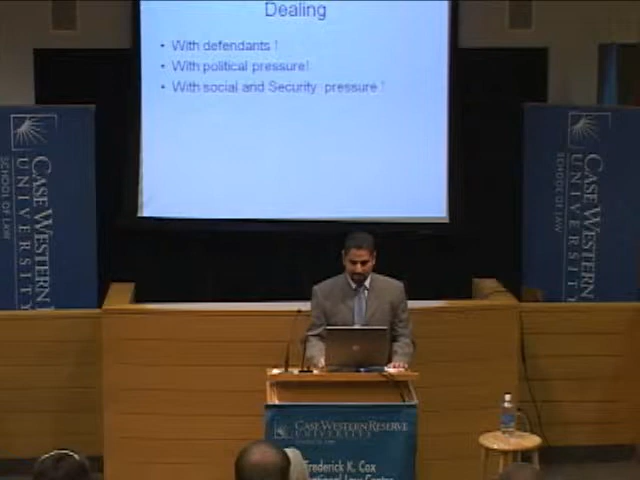 Dealing
• With defendants !
• With political pressure!
• With social and Security pressure !
CASE WESTERN
UNIVERSITY
SCHOOL OF LAW
CASE WESTERN
UNIVERSITY
SCHOOL OF LAW
CASE WESTERN RESERVE
UNIVERSITY
Frederick K. Cox